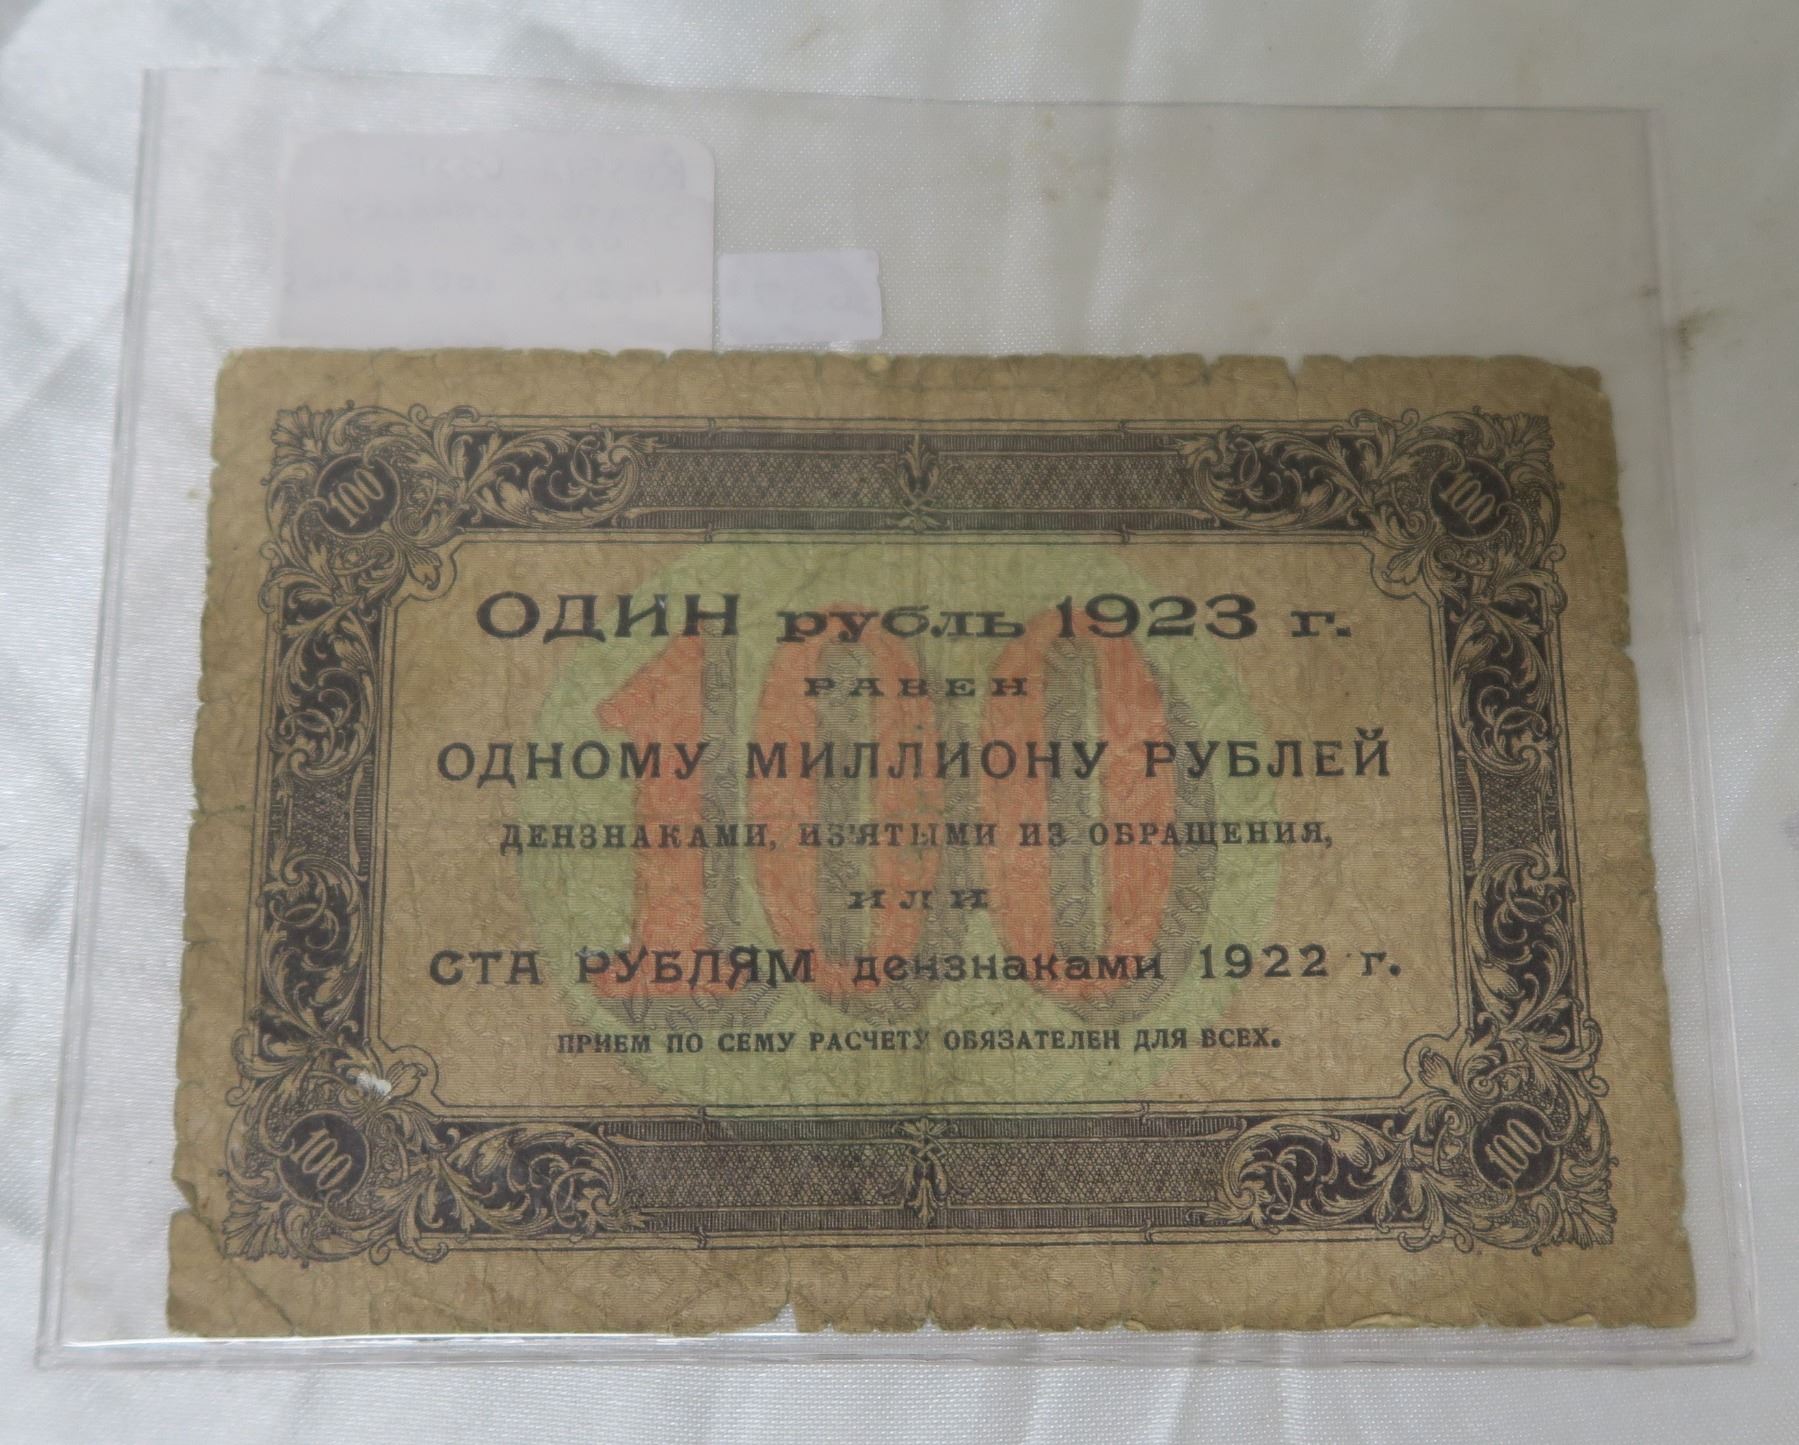 100 100
ОДИН рубль 1923 г.
РАВЕН
100
ОДНОМУ МИЛЛИОНУ РУБЛЕЙ
ДЕНЗНАКАМИ, ИЗ'ЯТЫМИ ИЗ ОБРАЩЕНИЯ,
ИЛИ
СТА РУБЛЯМ дензнаками 1922 г.
ПРИЕМ ПО СЕМУ РАСЧЕТУ ОБЯЗАТЕЛЕН ДЛЯ ВСЕХ.
100 100